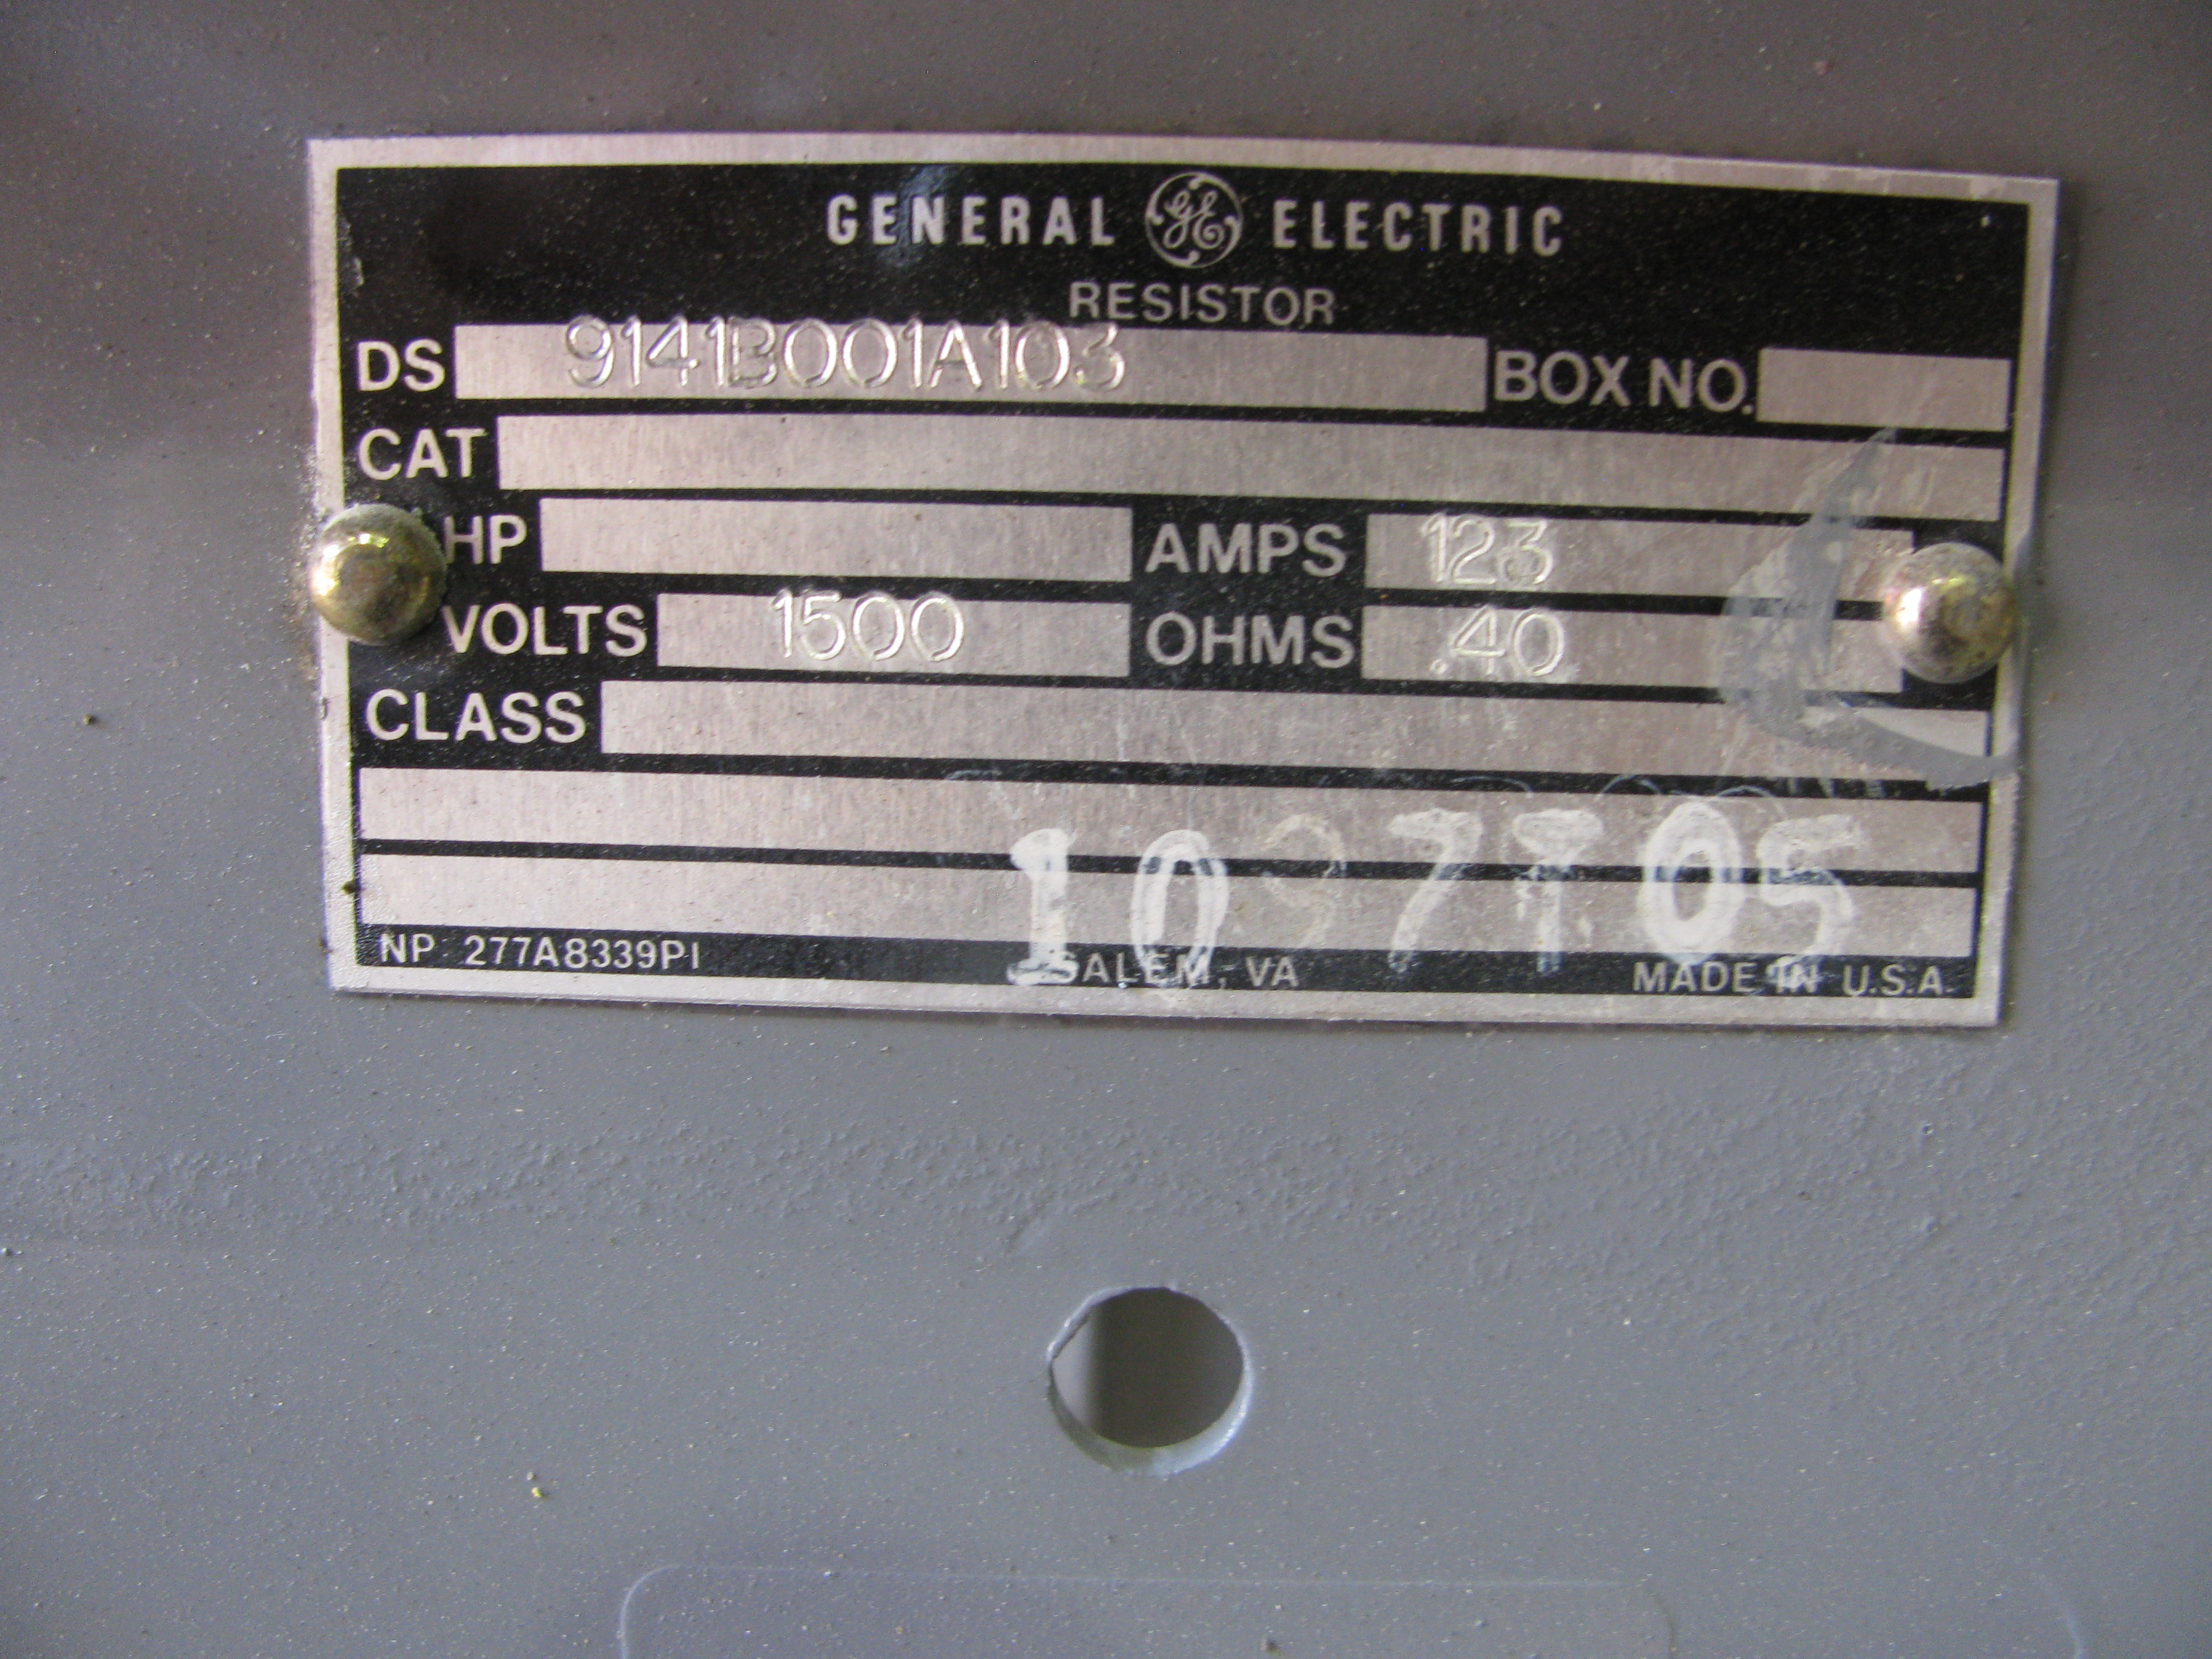 GENERAL GE ELECTRIC
RESISTOR
DS 9141B001A103 BOX NO.
CAT
HP AMPS 123
VOLTS 1500 OHMS .40
CLASS
NP 277A8339P1 SALEM, VA MADE IN U.S.A.